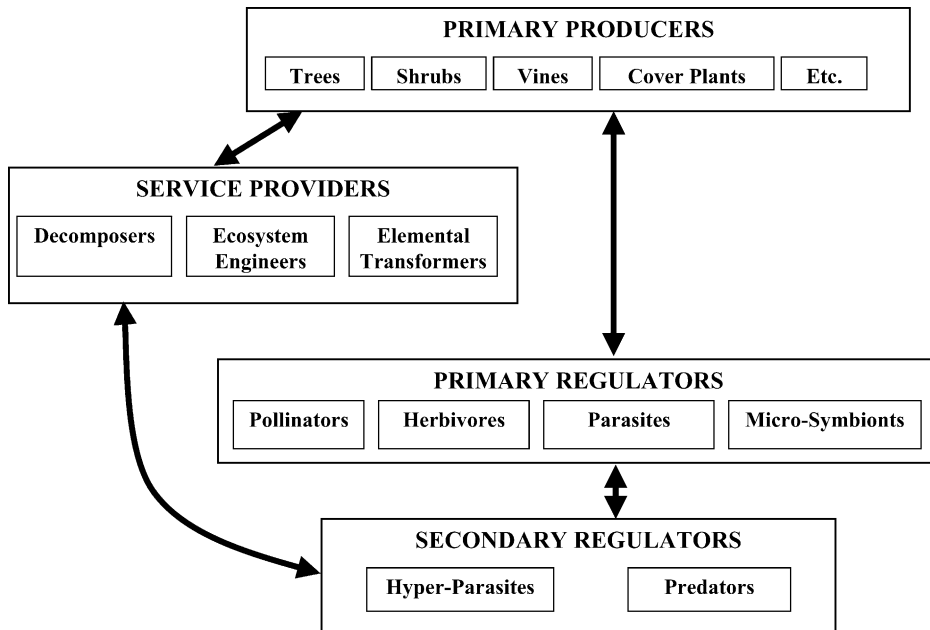 PRIMARY PRODUCERS
Trees
Shrubs
Vines
Cover Plants
Etc.
SERVICE PROVIDERS
Decomposers
Ecosystem
Engineers
Elemental
Transformers
PRIMARY REGULATORS
Pollinators
Herbivores
Parasites
Micro-Symbionts
SECONDARY REGULATORS
Hyper-Parasites
Predators